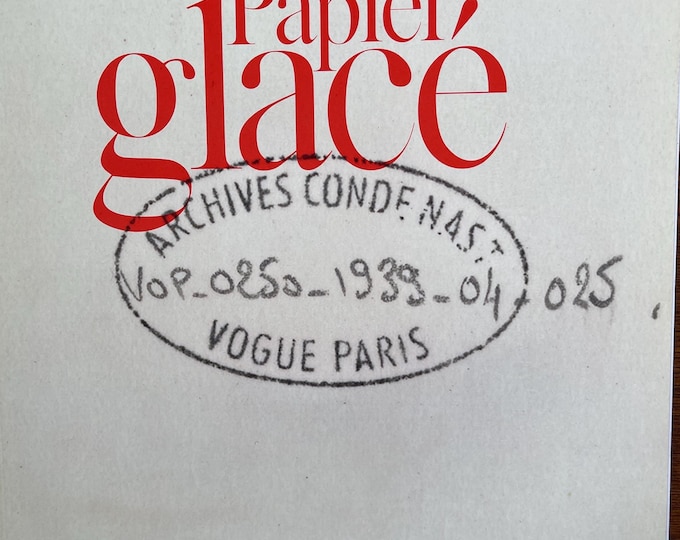 Papier
glacé
ARCHIVES CONDE NAST
VOP_0250_1939_04_025.
VOGUE PARIS